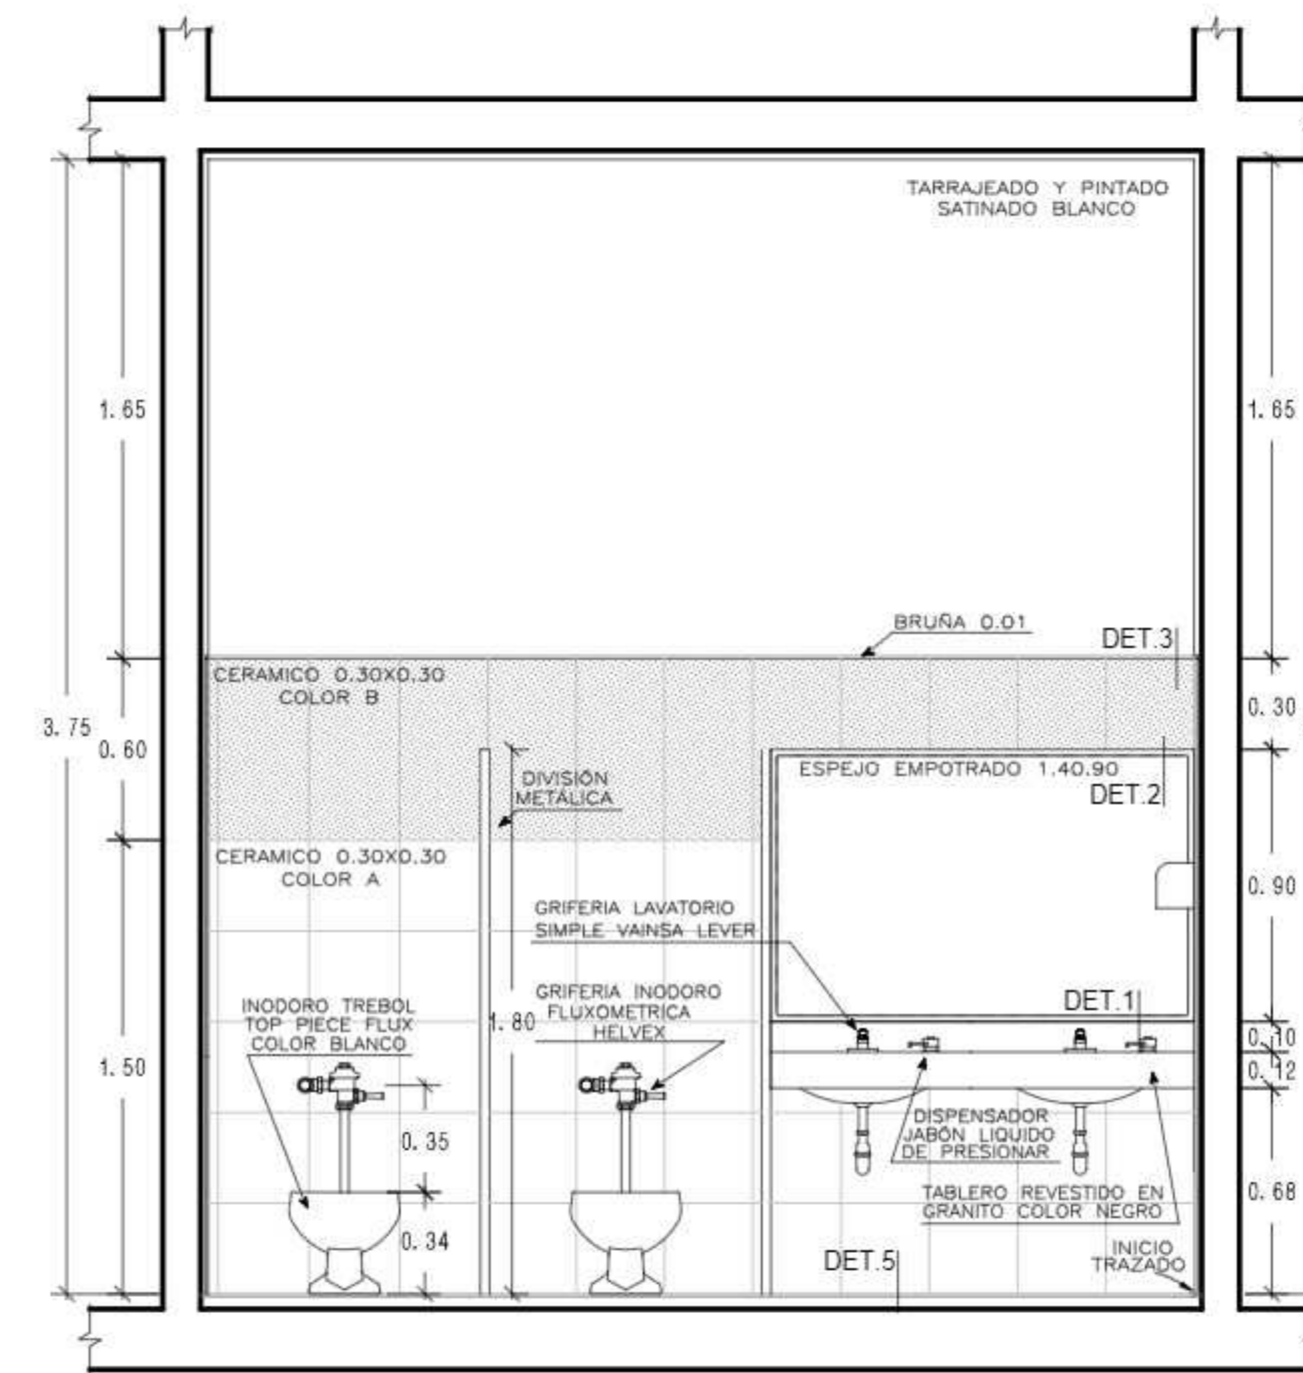 TARRAJEADO Y PINTADO
SATINADO BLANCO
1.65
1.65
BRUÑA 0.01
DET.3
CERAMICO 0.30X0.30
COLOR B
0.30
3.75
0.60
ESPEJO EMPOTRADO 1.40.90
DET.2
DIVISIÓN
METÁLICA
CERAMICO 0.30X0.30
COLOR A
0.90
GRIFERIA LAVATORIO
SIMPLE VAINSA LEVER
GRIFERIA INODORO
FLUXOMETRICA
HELVEX
DET.1
INODORO TREBOL
TOP PIECE FLUX
COLOR BLANCO
1.80
0.10
1.50
0.12
0.35
DISPENSADOR
JABÓN LIQUIDO
DE PRESIONAR
TABLERO REVESTIDO EN
GRANITO COLOR NEGRO
0.68
0.34
DET.5
INICIO
TRAZADO